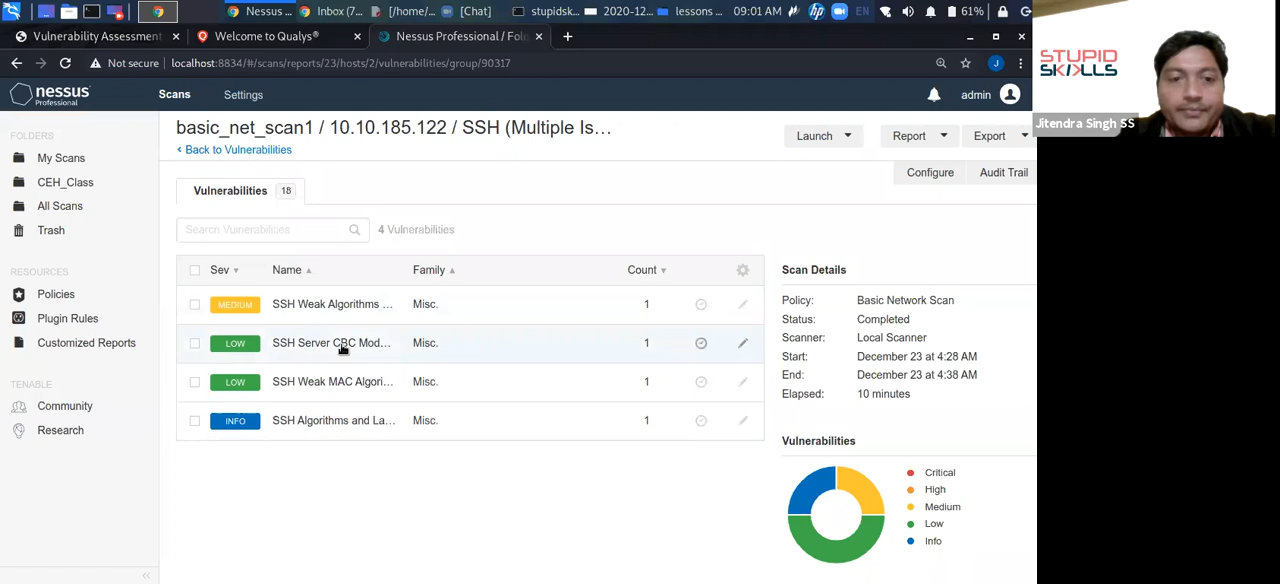 Nessus ...
Inbox (7...
[/home/...
[Chat]
stupidsk...
2020-12...
lessons ...
09:01 AM
EN
61%
Vulnerability Assessment
Welcome to Qualys®
Nessus Professional / Fol
Not secure
localhost:8834/#/scans/reports/23/hosts/2/vulnerabilities/group/90317
J
nessus
Professional
Scans
Settings
admin
FOLDERS
My Scans
CEH_Class
All Scans
Trash
RESOURCES
Policies
Plugin Rules
Customized Reports
TENABLE
Community
Research
basic_net_scan1 / 10.10.185.122 / SSH (Multiple Is...
< Back to Vulnerabilities
Launch
Report
Export
Configure
Audit Trail
Vulnerabilities 18
Search Vulnerabilities
4 Vulnerabilities
Sev Name Family Count
MEDIUM SSH Weak Algorithms ... Misc. 1
LOW SSH Server CBC Mod... Misc. 1
LOW SSH Weak MAC Algori... Misc. 1
INFO SSH Algorithms and La... Misc. 1
Scan Details
Policy: Basic Network Scan
Status: Completed
Scanner: Local Scanner
Start: December 23 at 4:28 AM
End: December 23 at 4:38 AM
Elapsed: 10 minutes
Vulnerabilities
Critical
High
Medium
Low
Info
STUPID
SKILLS
Jitendra Singh SS